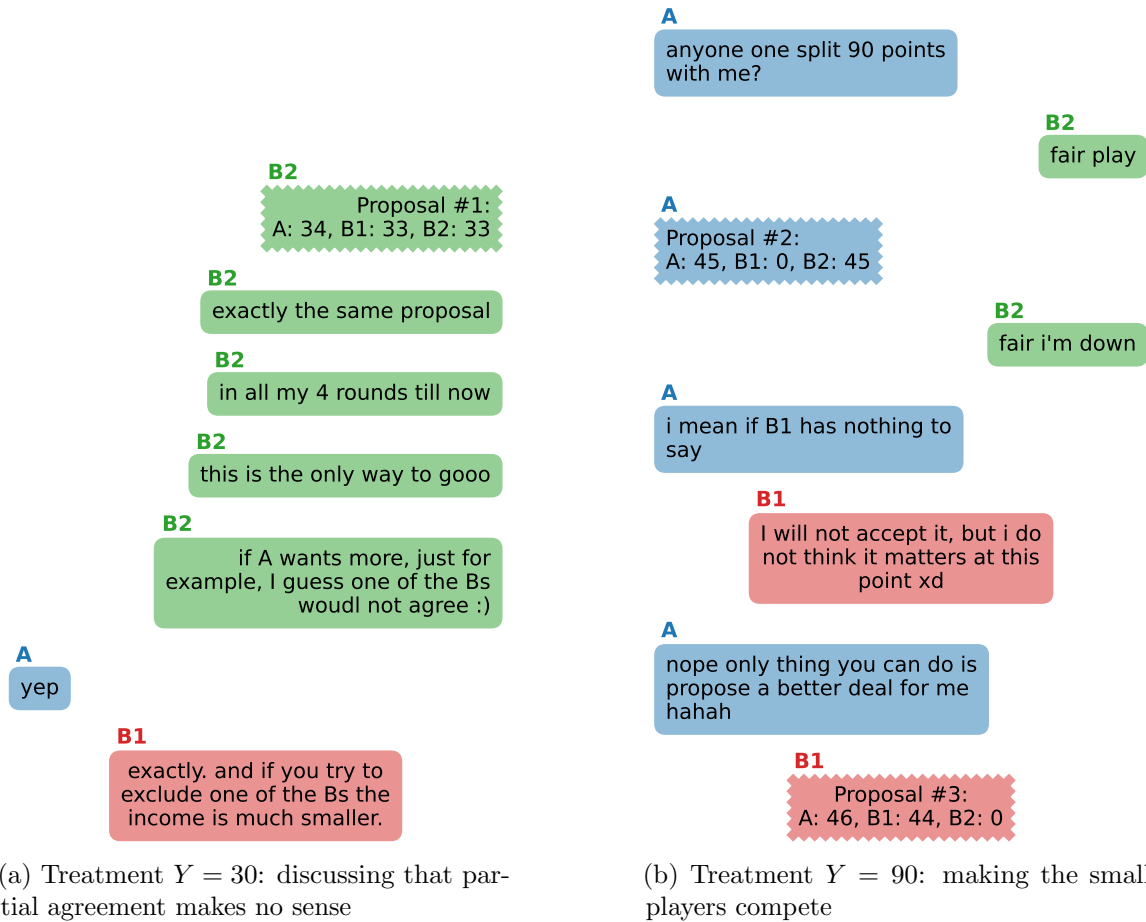 B2
Proposal #1:
A: 34, B1: 33, B2: 33
B2
exactly the same proposal
B2
in all my 4 rounds till now
B2
this is the only way to gooo
B2
if A wants more, just for
example, I guess one of the Bs
woudl not agree :)
A
yep
B1
exactly. and if you try to
exclude one of the Bs the
income is much smaller.
(a) Treatment Y = 30: discussing that par-
tial agreement makes no sense
A
anyone one split 90 points
with me?
B2
fair play
A
Proposal #2:
A: 45, B1: 0, B2: 45
B2
fair i'm down
A
i mean if B1 has nothing to
say
B1
I will not accept it, but i do
not think it matters at this
point xd
A
nope only thing you can do is
propose a better deal for me
hahah
B1
Proposal #3:
A: 46, B1: 44, B2: 0
(b) Treatment Y = 90: making the small
players compete